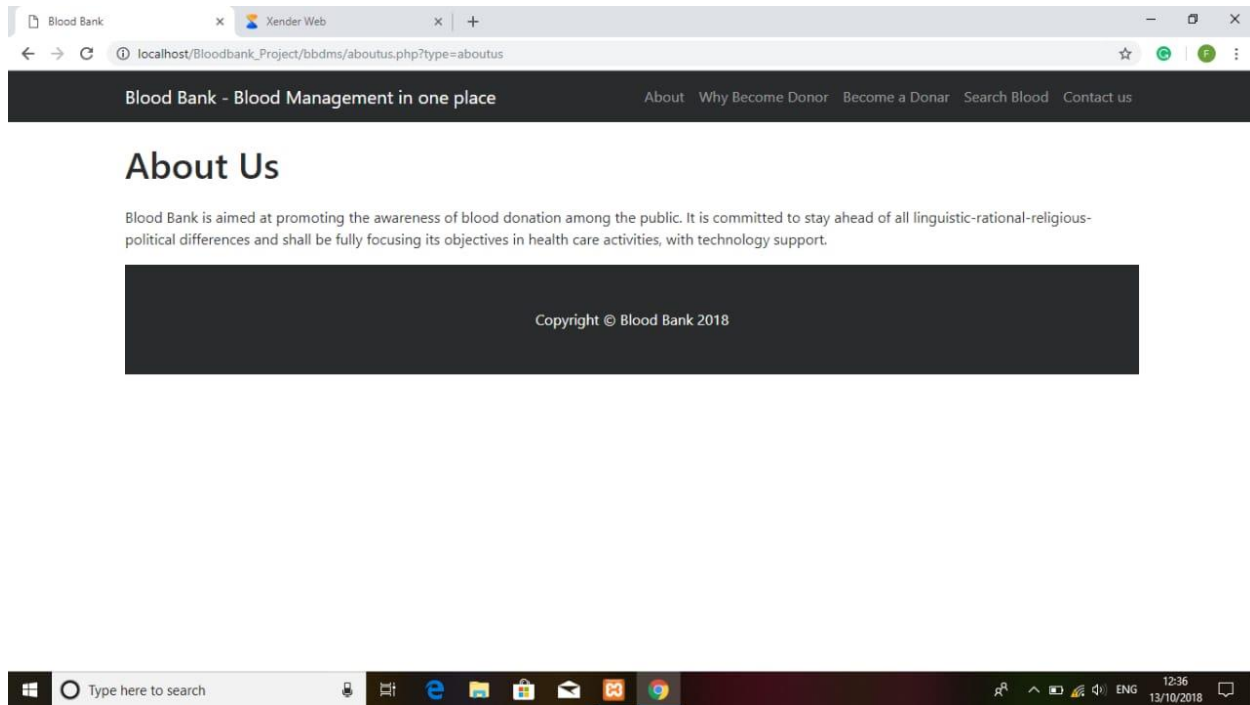 Blood Bank
Xender Web
localhost/Bloodbank_Project/bbdms/aboutus.php?type=aboutus
F
Blood Bank - Blood Management in one place
About Why Become Donor Become a Donar Search Blood Contact us
About Us
Blood Bank is aimed at promoting the awareness of blood donation among the public. It is committed to stay ahead of all linguistic-rational-religious-
political differences and shall be fully focusing its objectives in health care activities, with technology support.
Copyright © Blood Bank 2018
Type here to search
ENG
12:36
13/10/2018